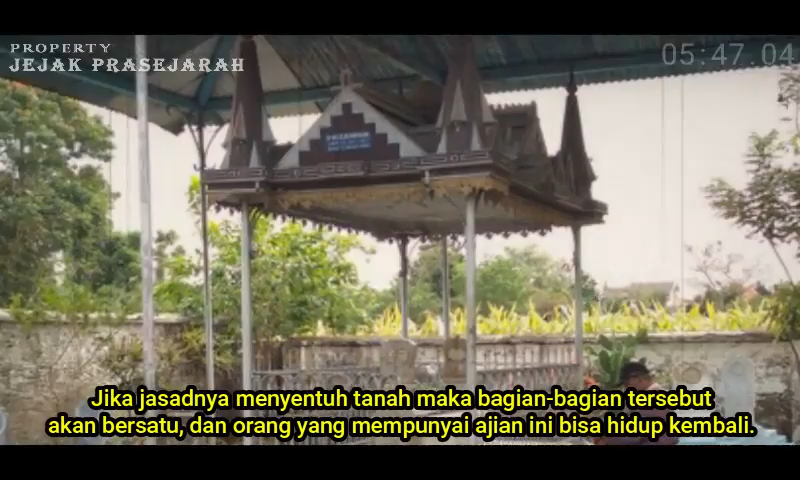 PROPERTY
JEJAK PRASEJARAH
05:47.04
Jika jasadnya menyentuh tanah maka bagian-bagian tersebut
akan bersatu, dan orang yang mempunyai ajian ini bisa hidup kembali.